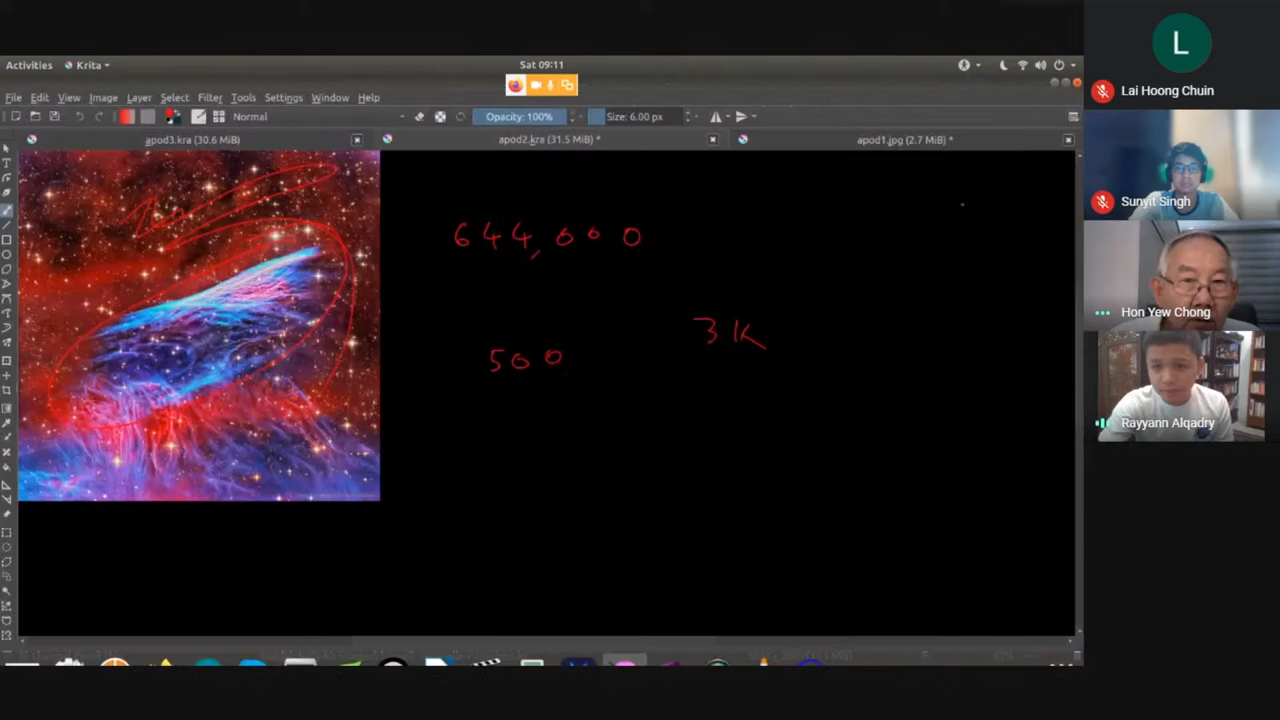 Sat 09:11
Activities Krita
File Edit View Image Layer Select Filter Tools Settings Window Help
Normal Opacity: 100% Size: 6.00 px
apod3.kra (30.6 MiB) apod2.kra (31.5 MiB) * apod1.jpg (2.7 MiB) *
644,000
3K
500
L
Lai Hoong Chuin
Sunyit Singh
Hon Yew Chong
Rayyann Alqadry